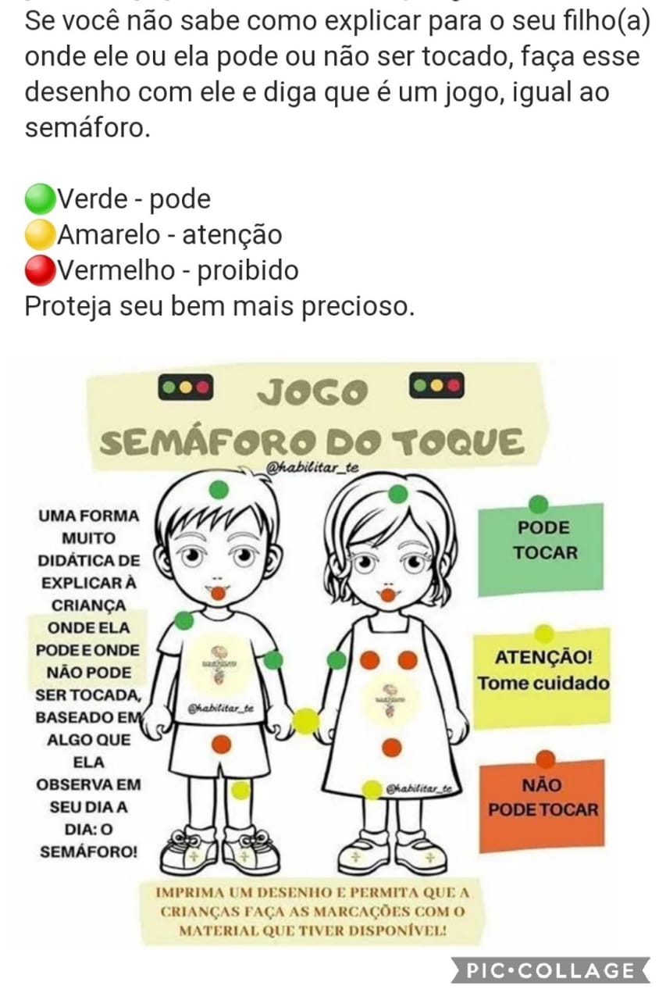 Se você não sabe como explicar para o seu filho(a)
onde ele ou ela pode ou não ser tocado, faça esse
desenho com ele e diga que é um jogo, igual ao
semáforo.
🟢Verde - pode
🟡Amarelo - atenção
🔴Vermelho - proibido
Proteja seu bem mais precioso.
JOGO
SEMÁFORO DO TOQUE
@habilitar_te
UMA FORMA
MUITO
DIDÁTICA DE
EXPLICAR À
CRIANÇA
ONDE ELA
PODE E ONDE
NÃO PODE
SER TOCADA,
BASEADO EM
ALGO QUE
ELA
OBSERVA EM
SEU DIA A
DIA: O
SEMÁFORO!
@habilitar_te
@habilitar_te
PODE
TOCAR
ATENÇÃO!
Tome cuidado
NÃO
PODE TOCAR
IMPRIMA UM DESENHO E PERMITA QUE A
CRIANÇAS FAÇA AS MARCAÇÕES COM O
MATERIAL QUE TIVER DISPONÍVEL!
PIC•COLLAGE